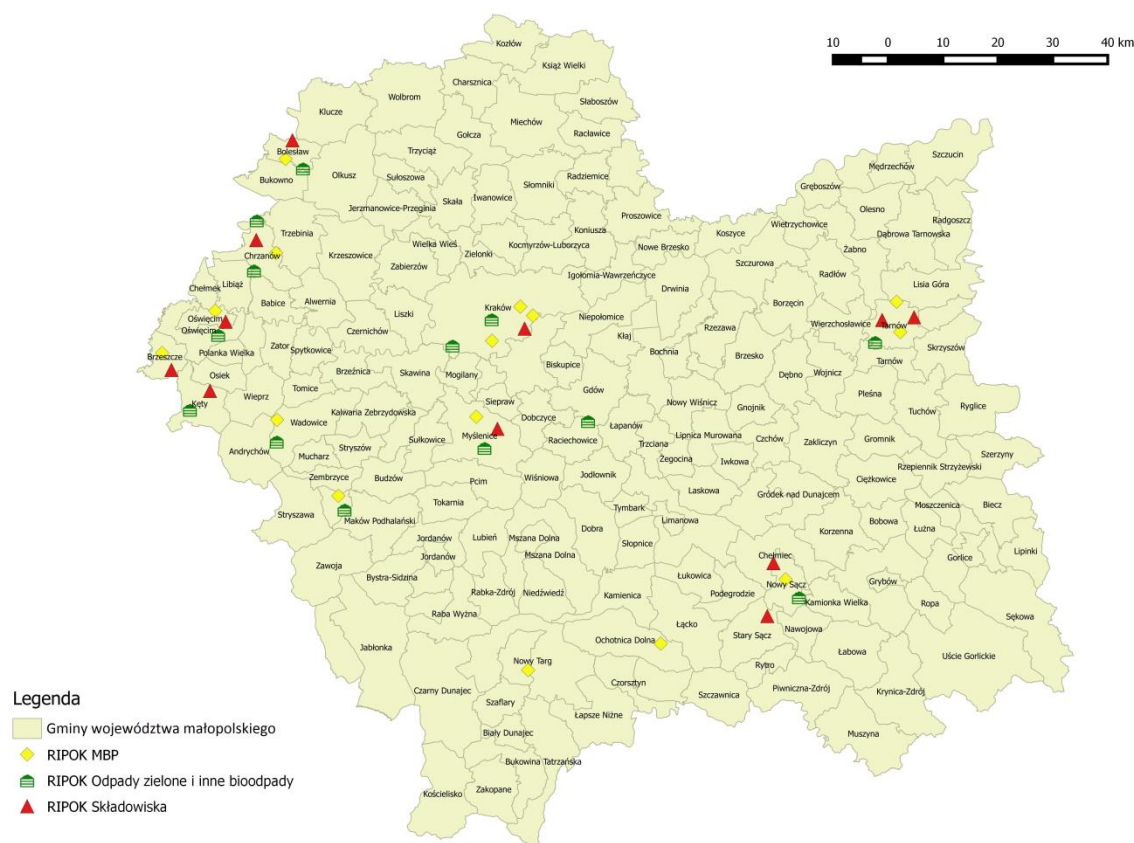 Kozłów
Książ Wielki
10 0 10 20 30 40 km
Charsznica
Wolbrom
Słaboszów
Klucze
Miechów
Gołcza
Racławice
Bolesław
Trzyciąż
Szczucin
Mędrzechów
Bukowno
Olkusz
Sułoszowa
Słomniki
Radziemice
Gręboszów
Skała
Iwanowice
Jerzmanowice-Przeginia
Proszowice
Olesno
Radgoszcz
Wietrzychowice
Trzebinia
Koniusza
Koszyce
Dąbrowa Tarnowska
Wielka Wieś
Zielonki
Kocmyrzów-Luborzyca
Nowe Brzesko
Żabno
Chrzanów
Krzeszowice
Zabierzów
Szczurowa
Igołomia-Wawrzeńczyce
Radłów
Libiąż
Chełmek
Drwinia
Lisia Góra
Babice
Alwernia
Borzęcin
Kraków
Liszki
Niepołomice
Oświęcim
Wierzchosławice
Tarnów
Oświęcim
Czernichów
Rzezawa
Kłaj
Zator
Spytkowice
Bochnia
Skrzyszów
Brzeszcze
Polanka Wielka
Brzesko
Tarnów
Biskupice
Brzeźnica
Skawina
Mogilany
Wojnicz
Osiek
Dębno
Tomice
Gdów
Pleśna
Wieprz
Siepraw
Nowy Wiśnicz
Kęty
Kalwaria Zebrzydowska
Dobczyce
Gnojnik
Tuchów
Ryglice
Wadowice
Łapanów
Sułkowice
Myślenice
Raciechowice
Trzciana
Lipnica Murowana
Czchów
Zakliczyn
Gromnik
Stryszów
Andrychów
Mucharz
Żegocina
Iwkowa
Szerzyny
Rzepiennik Strzyżewski
Zembrzyce
Budzów
Pcim
Wiśniowa
Jodłownik
Ciężkowice
Laskowa
Gródek nad Dunajcem
Tokarnia
Moszczenica
Biecz
Stryszawa
Maków Podhalański
Tymbark
Limanowa
Bobowa
Łużna
Dobra
Korzenna
Jordanów
Lubień
Mszana Dolna
Słopnice
Jordanów
Mszana Dolna
Chełmiec
Gorlice
Lipinki
Zawoja
Bystra-Sidzina
Łukowica
Nowy Sącz
Grybów
Rabka-Zdrój
Niedźwiedź
Kamienica
Podegrodzie
Kamionka Wielka
Ropa
Raba Wyżna
Sękowa
Łącko
Nawojowa
Stary Sącz
Ochotnica Dolna
Jabłonka
Łabowa
Uście Gorlickie
Nowy Targ
Rytro
Czorsztyn
Piwniczna-Zdrój
Czarny Dunajec
Szczawnica
Krynica-Zdrój
Szaflary
Łapsze Niżne
Biały Dunajec
Muszyna
Bukowina Tatrzańska
Zakopane
Kościelisko
Legenda
Gminy województwa małopolskiego
RIPOK MBP
RIPOK Odpady zielone i inne bioodpady
RIPOK Składowiska